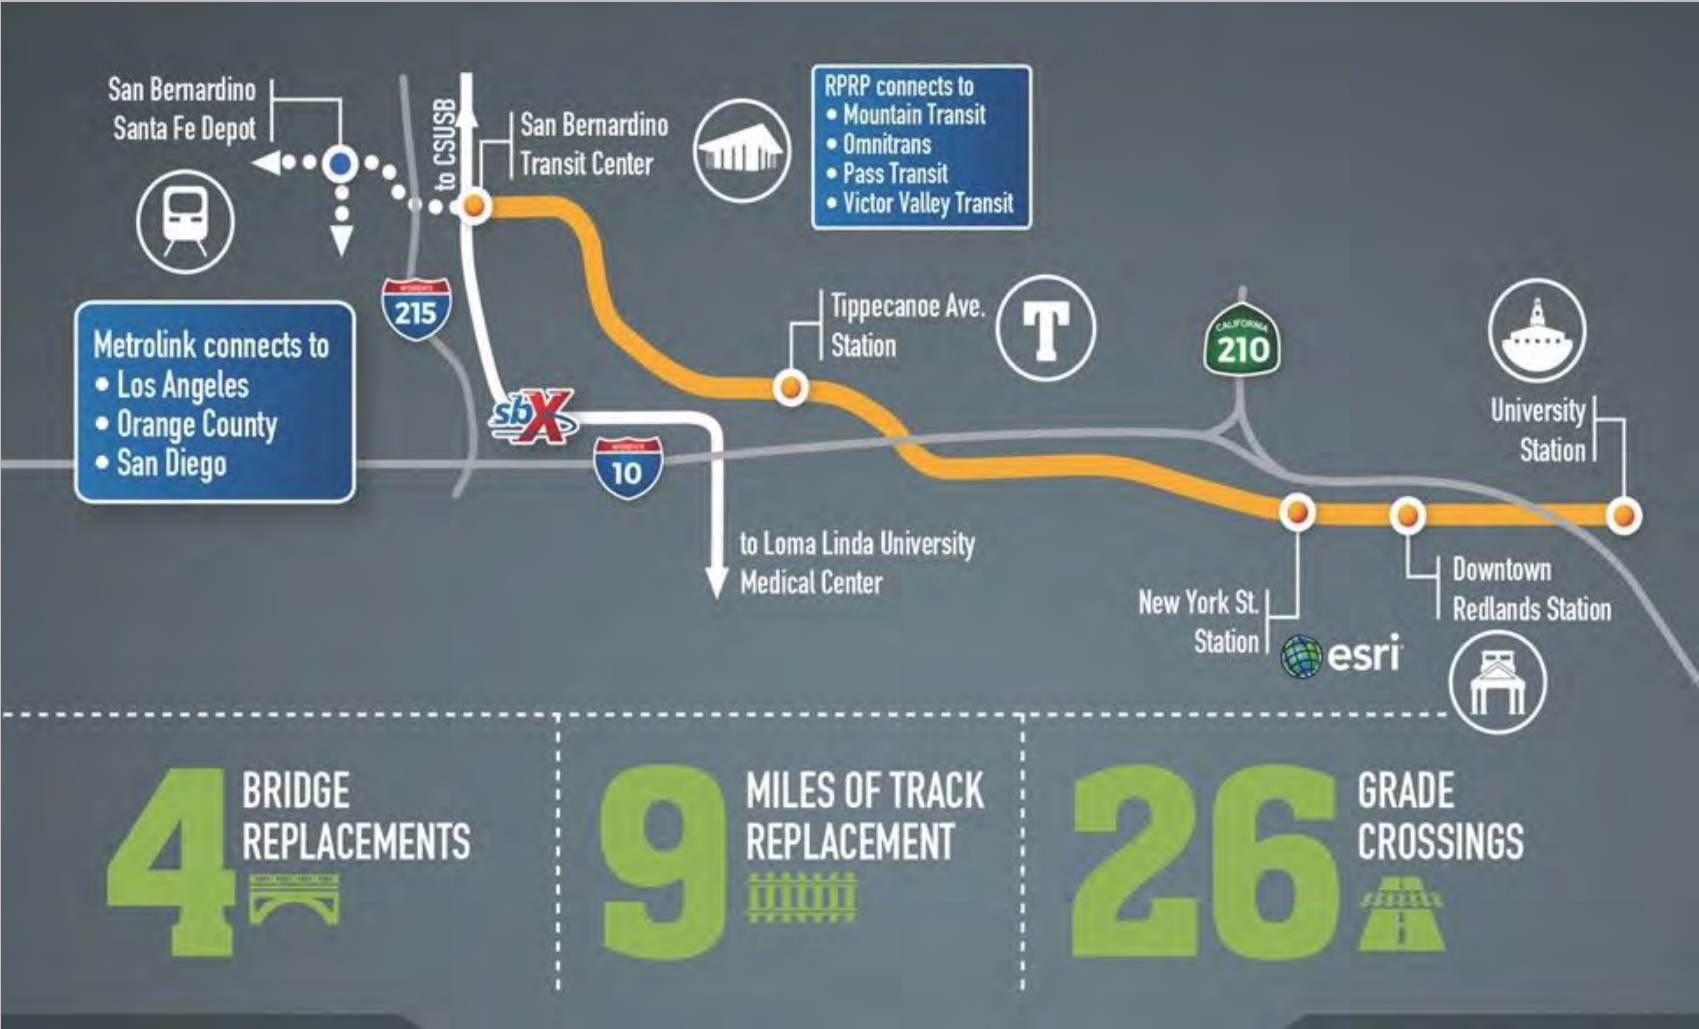 San Bernardino
Santa Fe Depot
to CSUSB
San Bernardino
Transit Center
RPRP connects to
• Mountain Transit
• Omnitrans
• Pass Transit
• Victor Valley Transit
INTERSTATE
215
Metrolink connects to
• Los Angeles
• Orange County
• San Diego
Tippecanoe Ave.
Station
T
CALIFORNIA
210
University
Station
sbX
INTERSTATE
10
to Loma Linda University
Medical Center
New York St.
Station
esri
Downtown
Redlands Station
4 BRIDGE
REPLACEMENTS
9 MILES OF TRACK
REPLACEMENT
26 GRADE
CROSSINGS